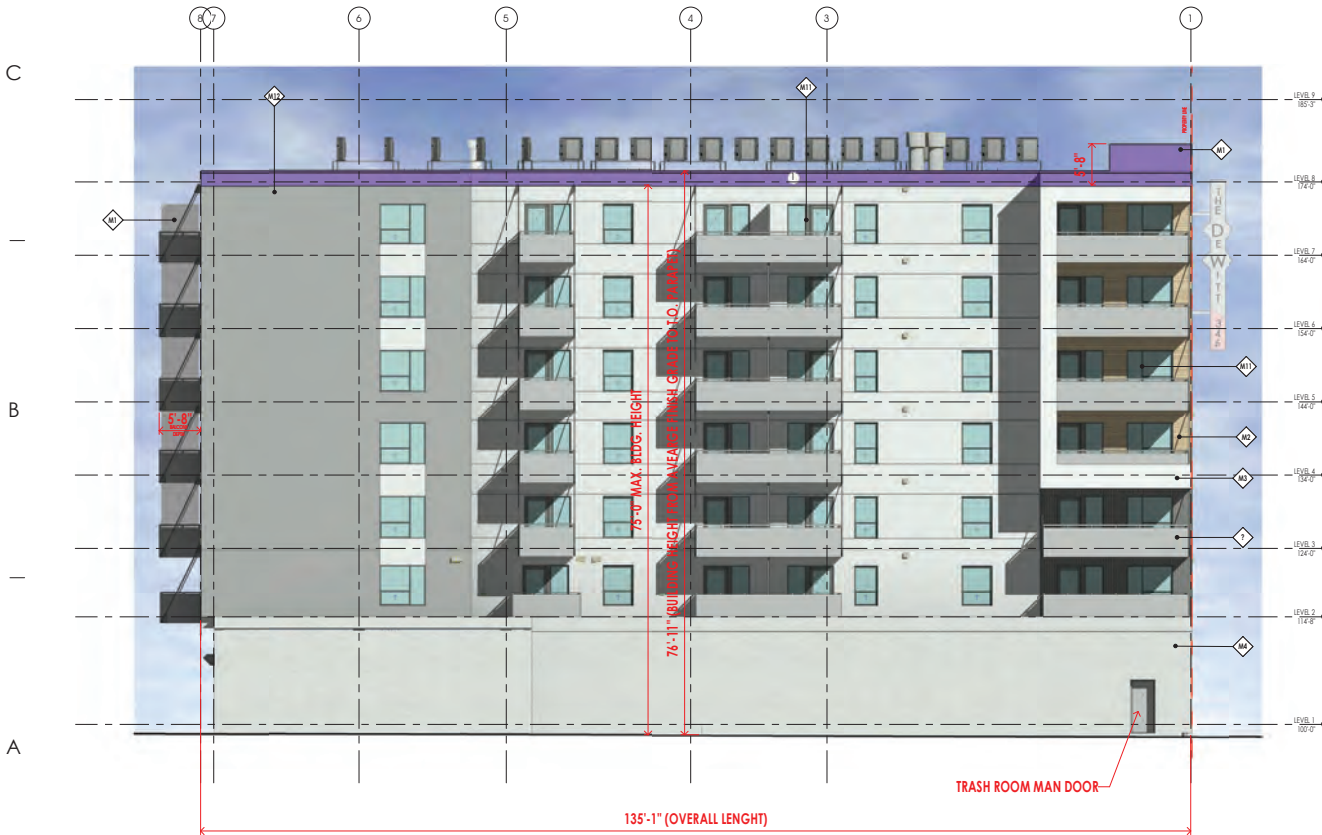 8
7
6
5
4
3
1
C
B
A
M12
M11
M1
M1
PROPERTY LINE
LEVEL 9
185'-3"
LEVEL 8
174'-0"
LEVEL 7
164'-0"
LEVEL 6
154'-0"
LEVEL 5
144'-0"
LEVEL 4
134'-0"
LEVEL 3
124'-0"
LEVEL 2
114'-8"
LEVEL 1
100'-0"
5'-8"
THE DEWITT 346
M11
M2
M3
?
M4
5'-8"
75'-0" MAX. BLDG. HEIGHT
76'-11" (BUILDING HEIGHT FROM AVEARGE FINISH GRADE TO T.O. PARAPET)
TRASH ROOM MAN DOOR
135'-1" (OVERALL LENGHT)